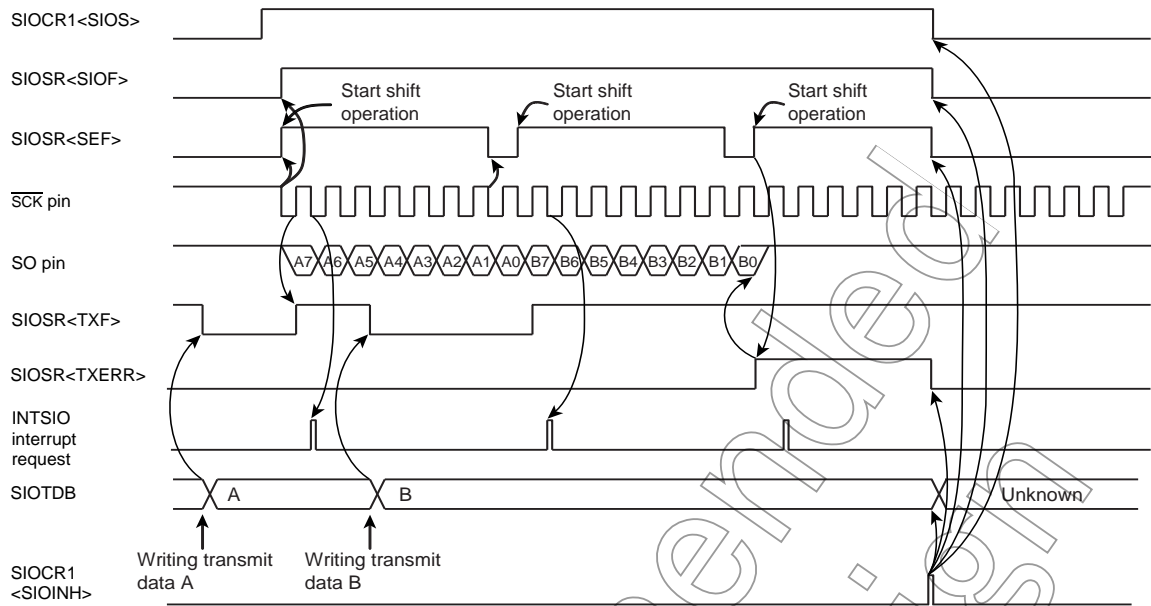 SIOCR1<SIOS>
SIOSR<SIOF>
Start shift
operation
Start shift
operation
Start shift
operation
SIOSR<SEF>
SCK pin
SO pin
A7 A6 A5 A4 A3 A2 A1 A0 B7 B6 B5 B4 B3 B2 B1 B0
SIOSR<TXF>
SIOSR<TXERR>
INTSIO
interrupt
request
SIOTDB
A
B
Unknown
Writing transmit
data A
Writing transmit
data B
SIOCR1
<SIOINH>